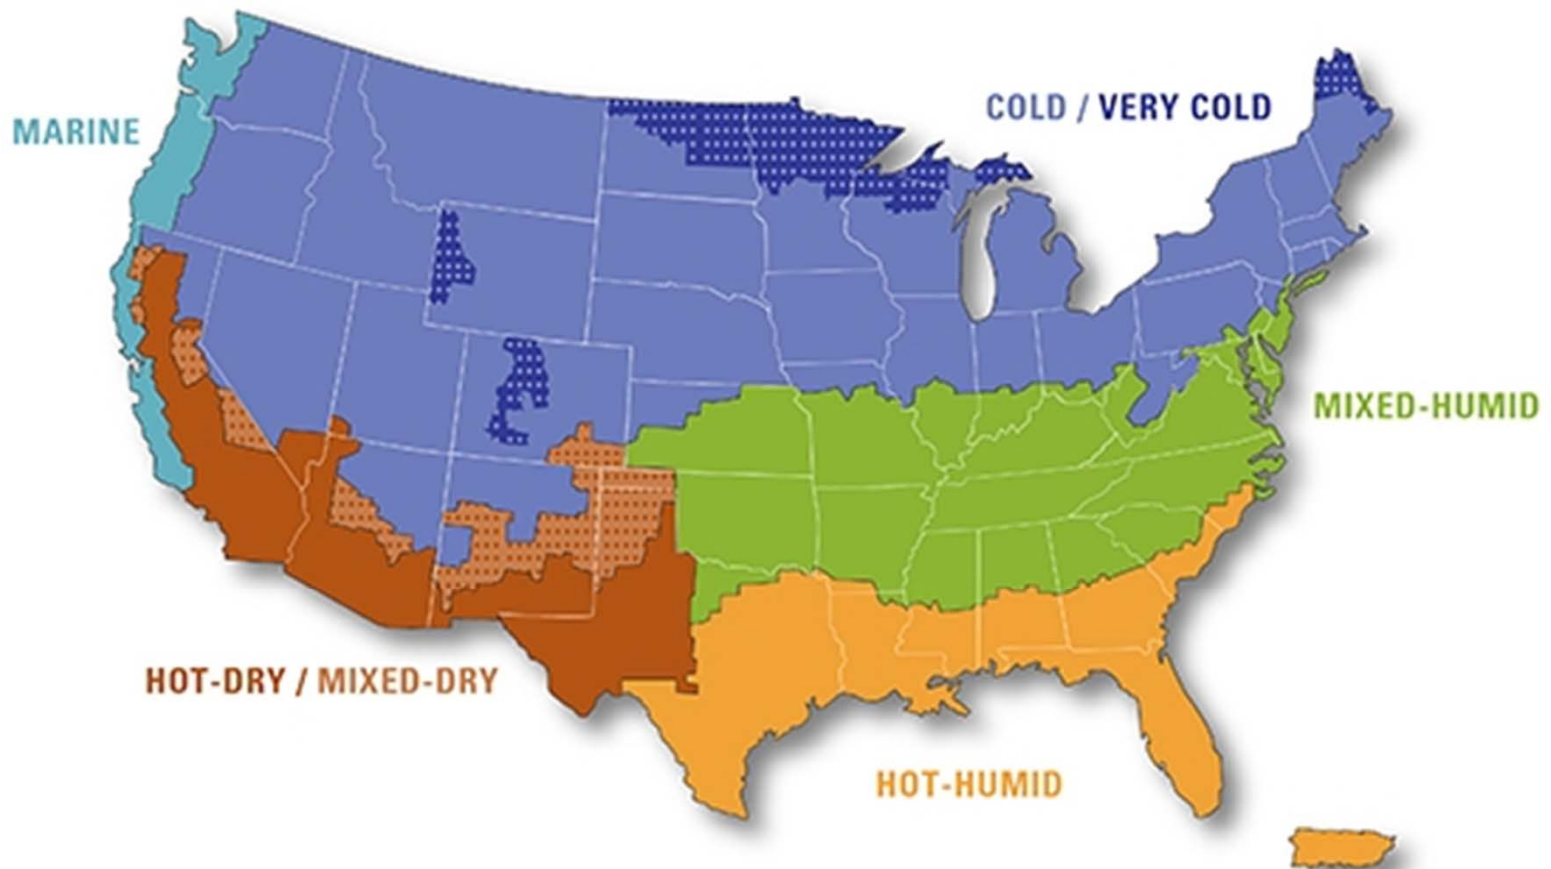 COLD / VERY COLD
MARINE
MIXED-HUMID
HOT-DRY / MIXED-DRY
HOT-HUMID